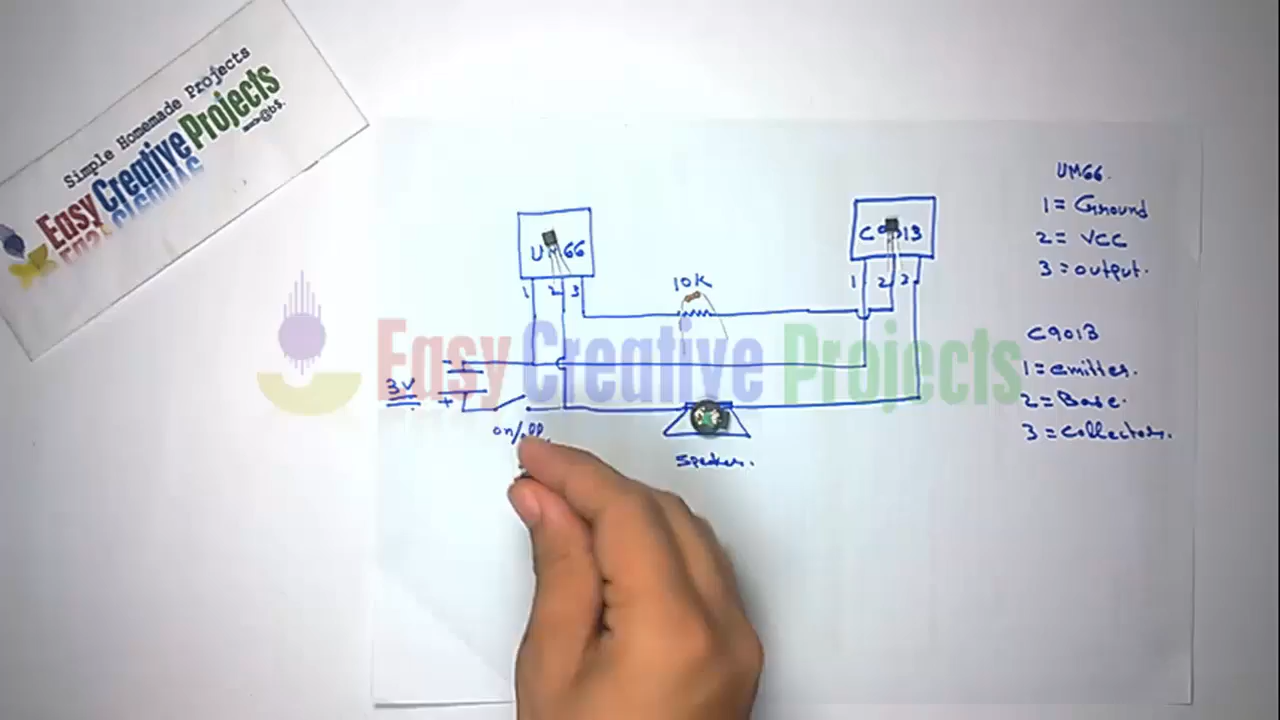 Simple Homemade Projects
Easy Creative Projects
UM66
1 2 3
10K
C9013
1 2 3
3V
+
on/off
Speaker.
UM66.
1 = Ground
2 = VCC
3 = output.
C9013
1 = emitter.
2 = Base.
3 = Collector.
Easy Creative Projects